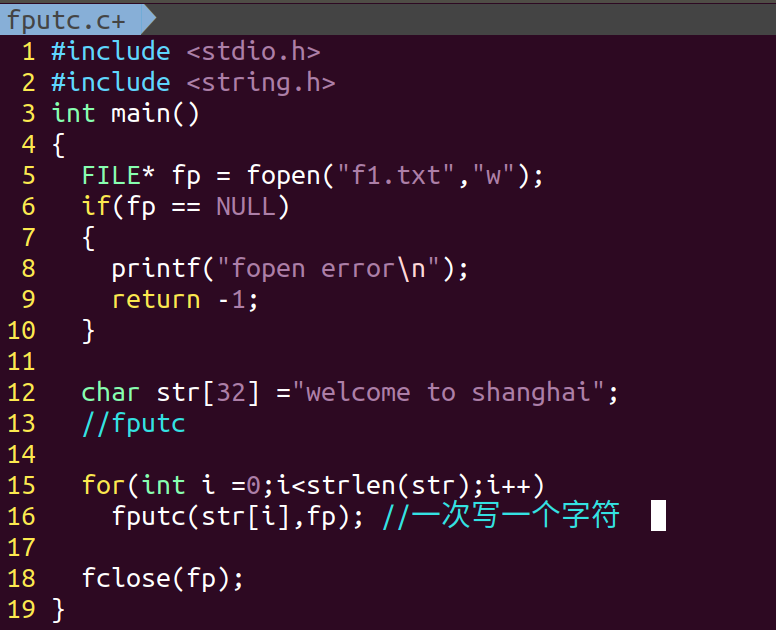 fputc.c+
1 #include <stdio.h>
2 #include <string.h>
3 int main()
4 {
5   FILE* fp = fopen("f1.txt","w");
6   if(fp == NULL)
7   {
8     printf("fopen error\n");
9     return -1;
10   }
11
12   char str[32] ="welcome to shanghai";
13   //fputc
14
15   for(int i =0;i<strlen(str);i++)
16     fputc(str[i],fp); //一次写一个字符
17
18   fclose(fp);
19 }